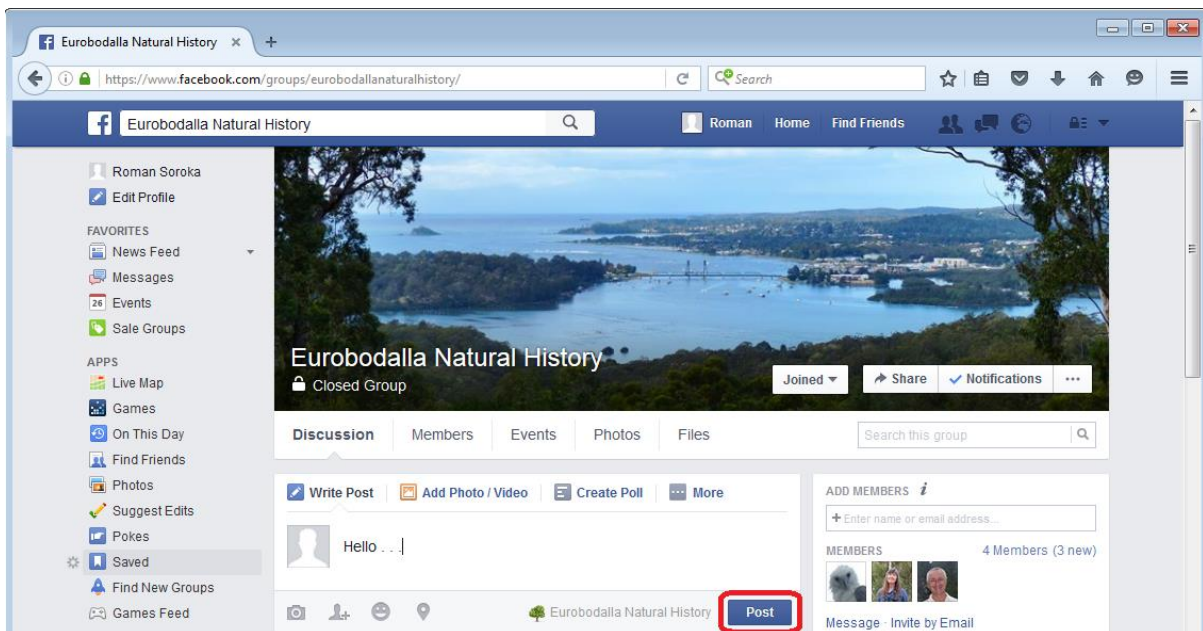 Eurobodalla Natural History
https://www.facebook.com/groups/eurobodallanaturalhistory/
Search
Eurobodalla Natural History
Roman Home Find Friends
Roman Soroka
Edit Profile
FAVORITES
News Feed
Messages
26 Events
Sale Groups
APPS
Live Map
Games
On This Day
Find Friends
Photos
Suggest Edits
Pokes
Saved
Find New Groups
Games Feed
Eurobodalla Natural History
Closed Group
Joined Share Notifications ...
Discussion Members Events Photos Files
Search this group
Write Post Add Photo / Video Create Poll More
Hello . . .
Eurobodalla Natural History Post
ADD MEMBERS i
+ Enter name or email address...
MEMBERS 4 Members (3 new)
Message · Invite by Email